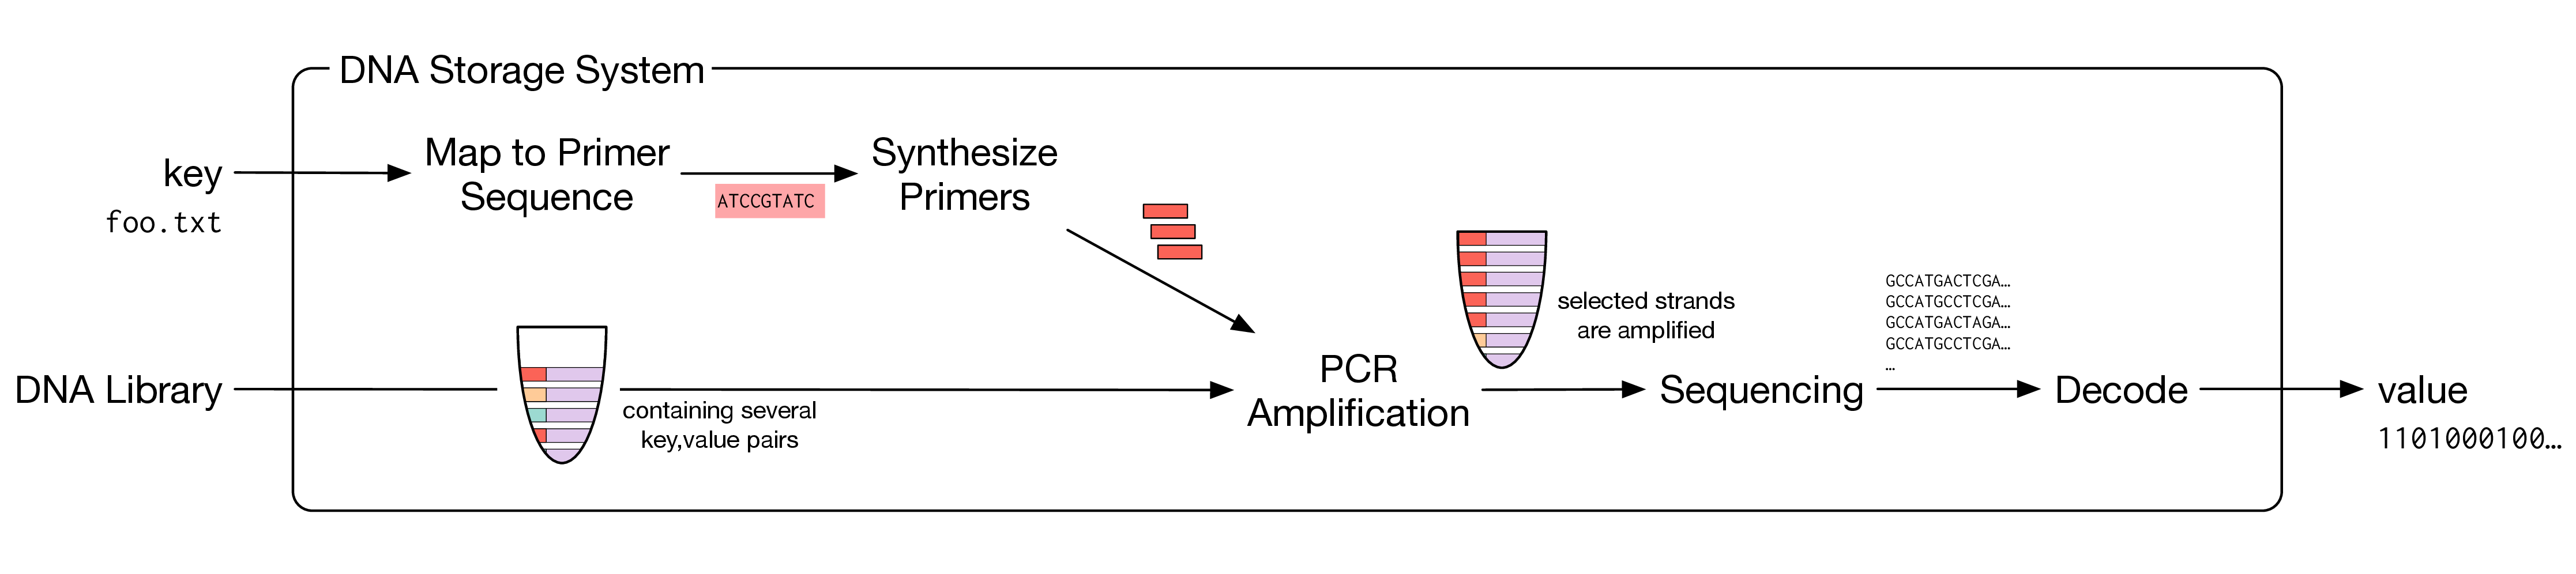 DNA Storage System
key
foo.txt
Map to Primer
Sequence
ATCCGTATC
Synthesize
Primers
DNA Library
containing several
key,value pairs
PCR
Amplification
selected strands
are amplified
Sequencing
GCCATGACTCGA…
GCCATGCCTCGA…
GCCATGACTAGA…
GCCATGCCTCGA…
…
Decode
value
1101000100…